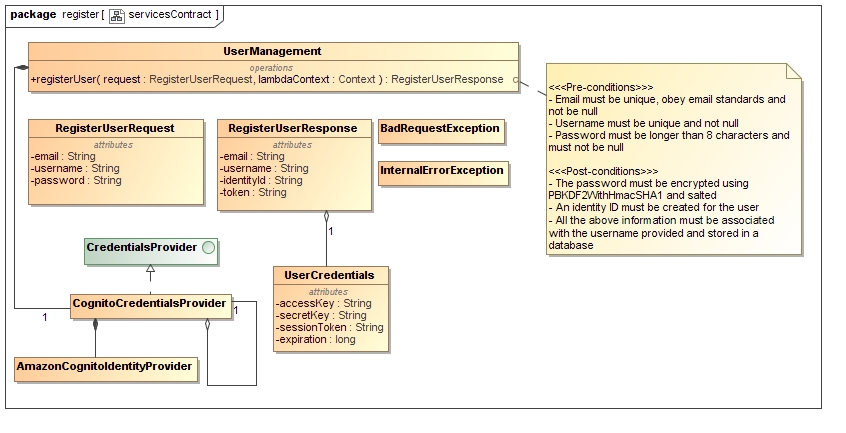 package register [ servicesContract ]
UserManagement
operations
+registerUser( request : RegisterUserRequest, lambdaContext : Context ) : RegisterUserResponse
<<<Pre-conditions>>>
- Email must be unique, obey email standards and
not be null
- Username must be unique and not null
- Password must be longer than 8 characters and
must not be null
<<<Post-conditions>>>
- The password must be encrypted using
PBKDF2WithHmacSHA1 and salted
- An identity ID must be created for the user
- All the above information must be associated
with the username provided and stored in a
database
RegisterUserRequest
attributes
-email : String
-username : String
-password : String
RegisterUserResponse
attributes
-email : String
-username : String
-identityId : String
-token : String
BadRequestException
InternalErrorException
1
CredentialsProvider
UserCredentials
attributes
-accessKey : String
-secretKey : String
-sessionToken : String
-expiration : long
CognitoCredentialsProvider
1
1
AmazonCognitoIdentityProvider